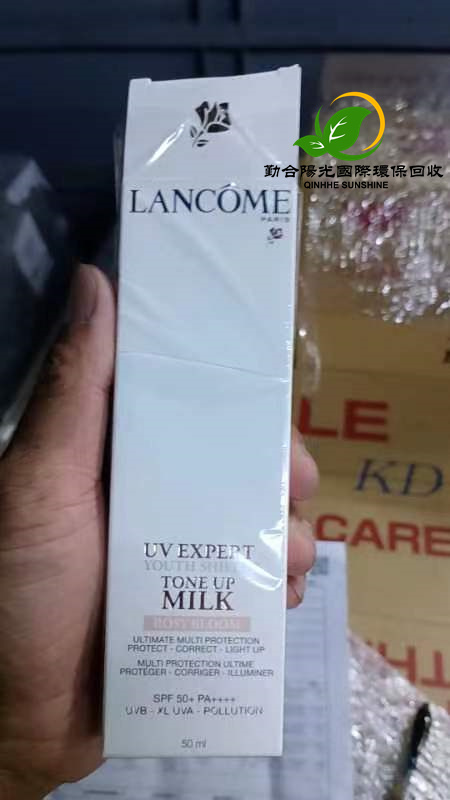 勤合陽光國際環保回收
QINHHE SUNSHINE
LANCÔME
PARIS
UV EXPERT
YOUTH SHIELD
TONE UP
MILK
ROSY BLOOM
ULTIMATE MULTI PROTECTION
PROTECT - CORRECT - LIGHT UP
MULTI PROTECTION ULTIME
PROTEGER - CORRIGER - ILLUMINER
SPF 50+ PA++++
UVB - XL UVA - POLLUTION
50 ml
LE
KD
CARE
TH